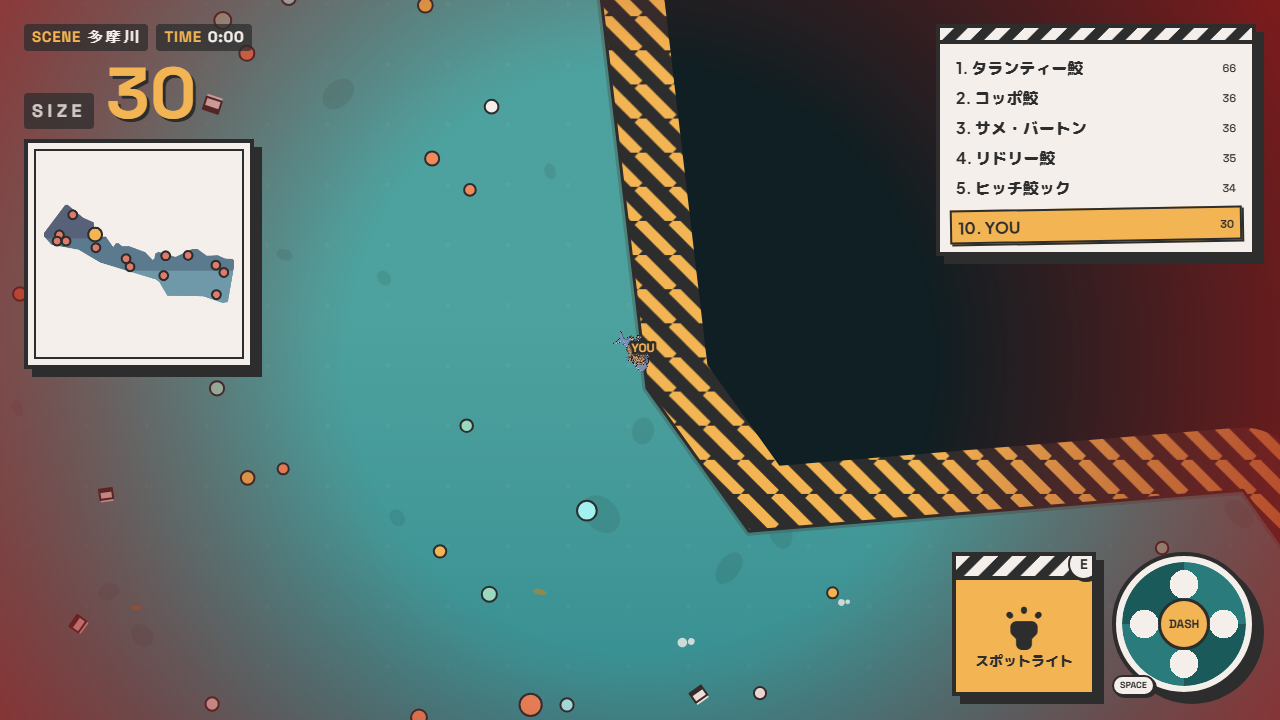 SCENE 多摩川 TIME 0:00
SIZE 30
1. タランティー鮫 66
2. コッポ鮫 36
3. サメ・バートン 36
4. リドリー鮫 35
5. ヒッチ鮫ック 34
10. YOU 30
YOU
E
スポットライト
DASH
SPACE